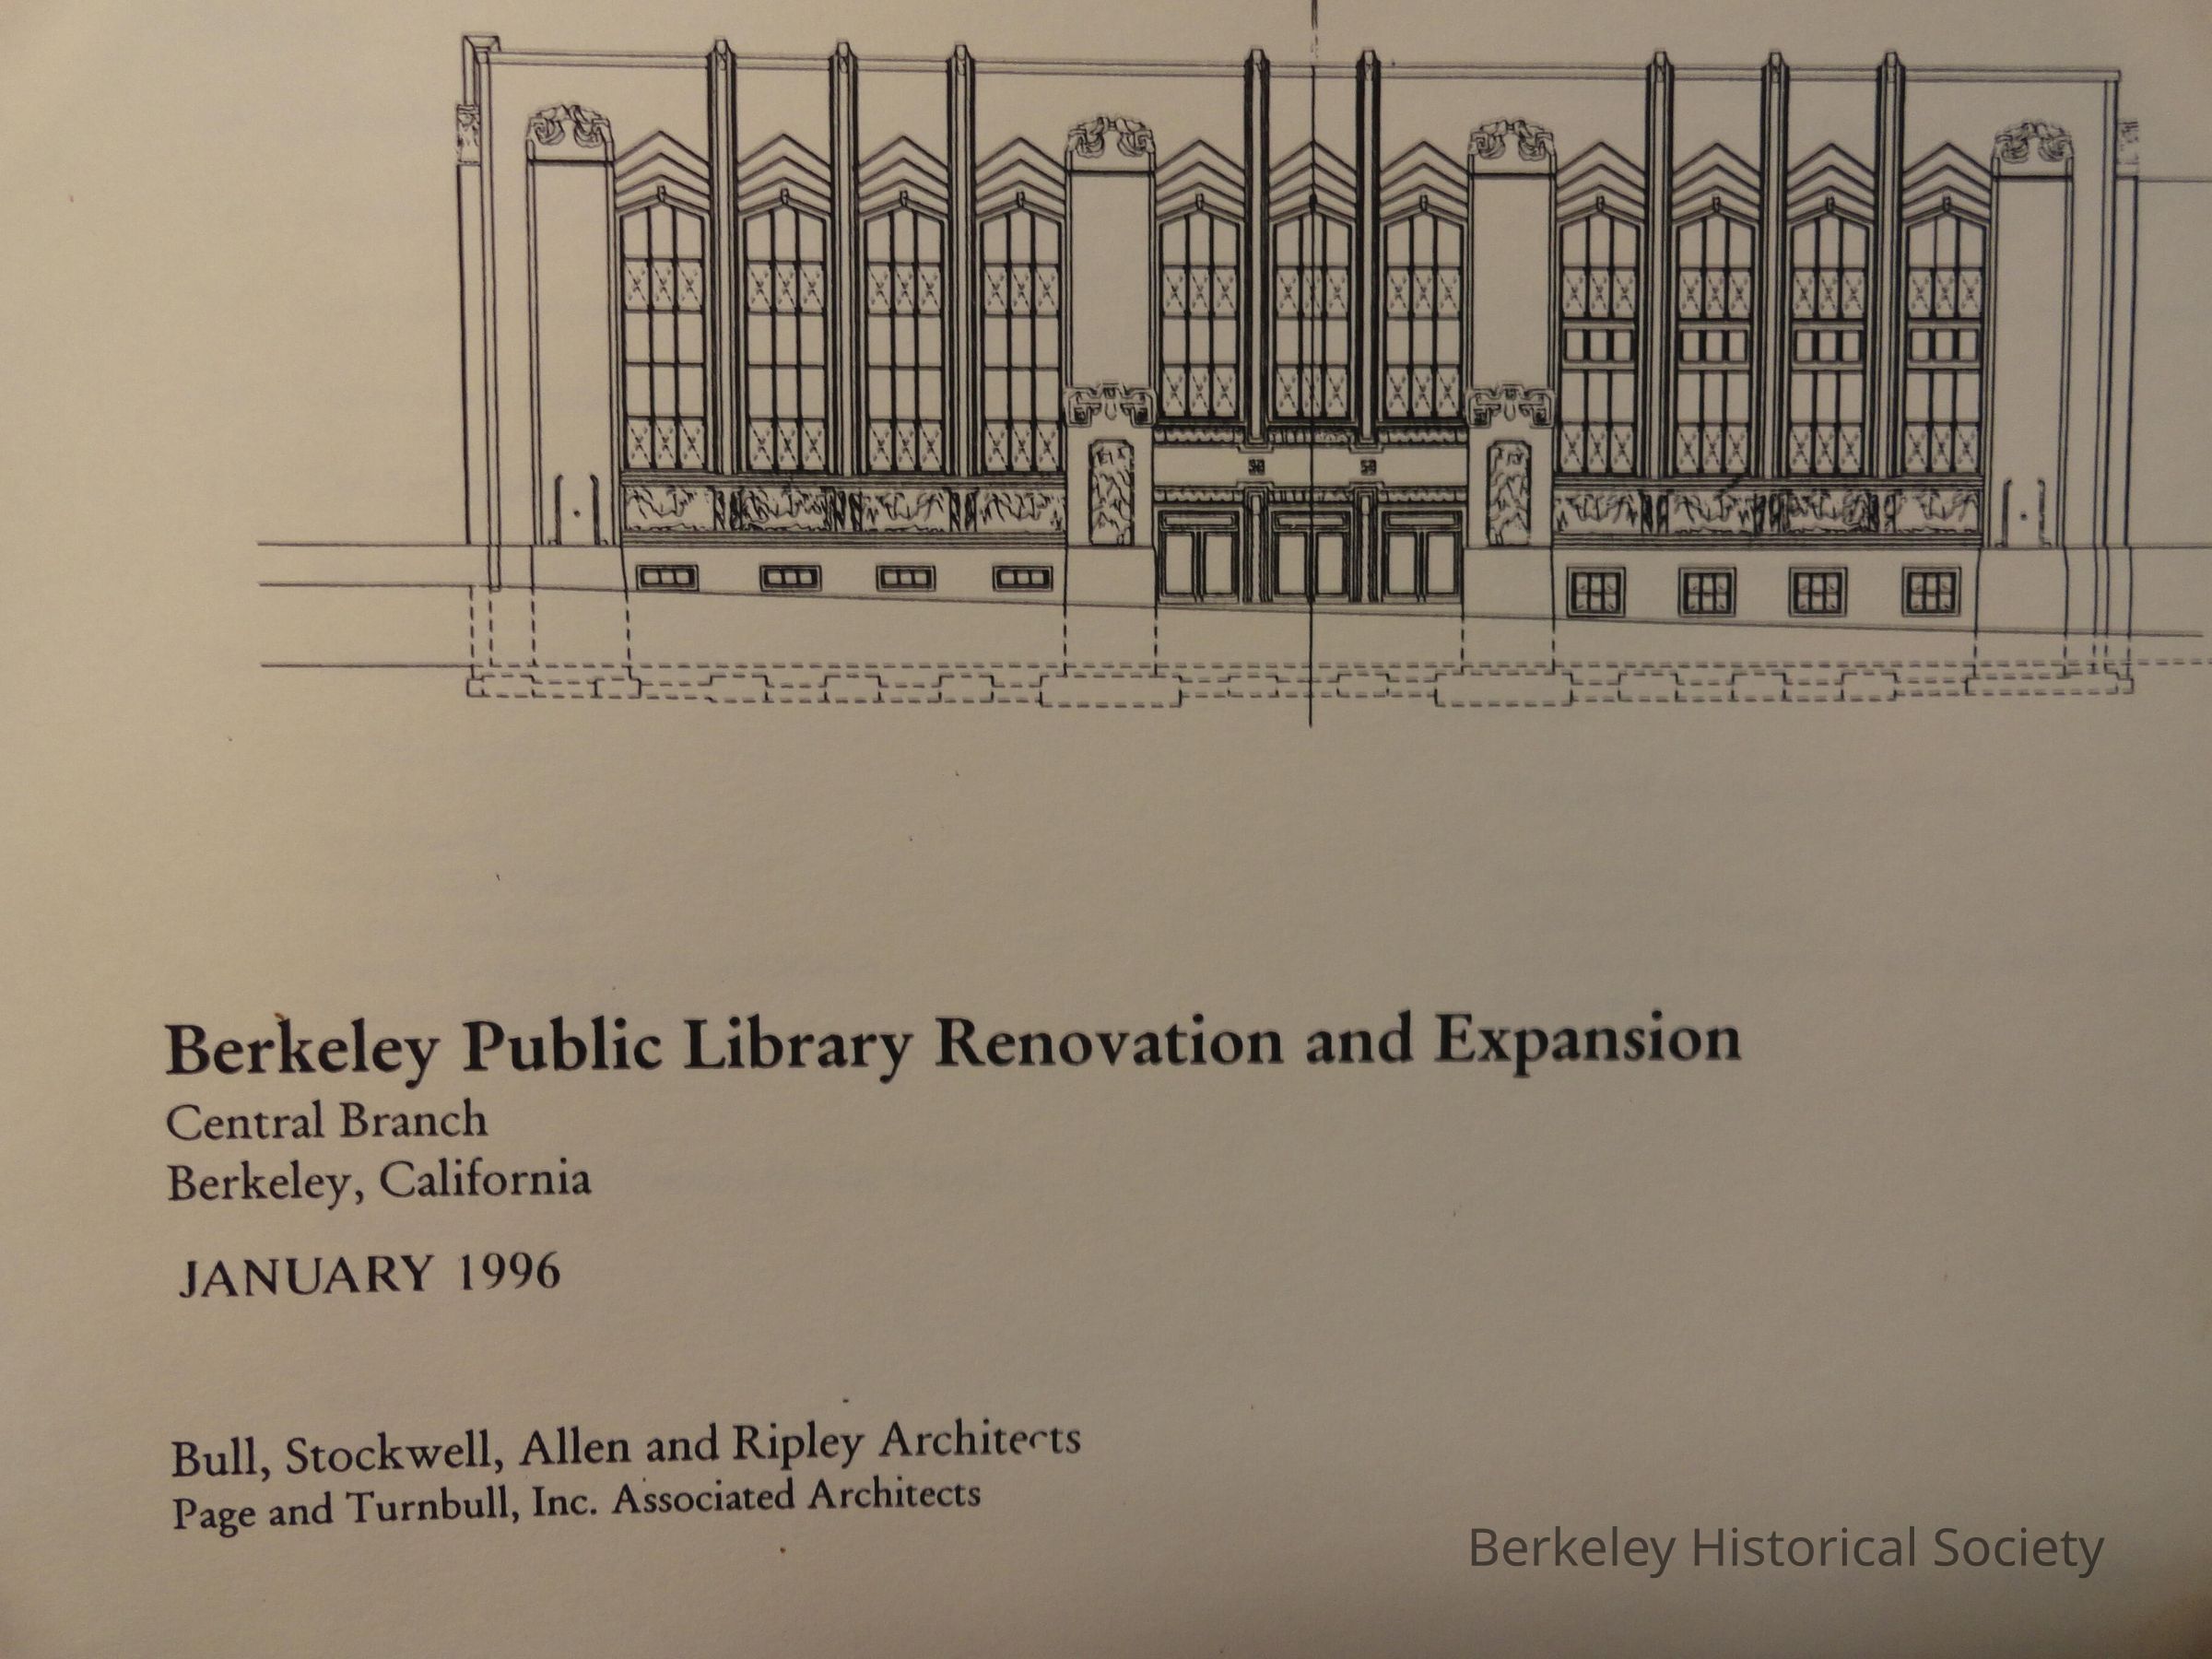 Berkeley Public Library Renovation and Expansion
Central Branch
Berkeley, California
JANUARY 1996
Bull, Stockwell, Allen and Ripley Architects
Page and Turnbull, Inc. Associated Architects
Berkeley Historical Society